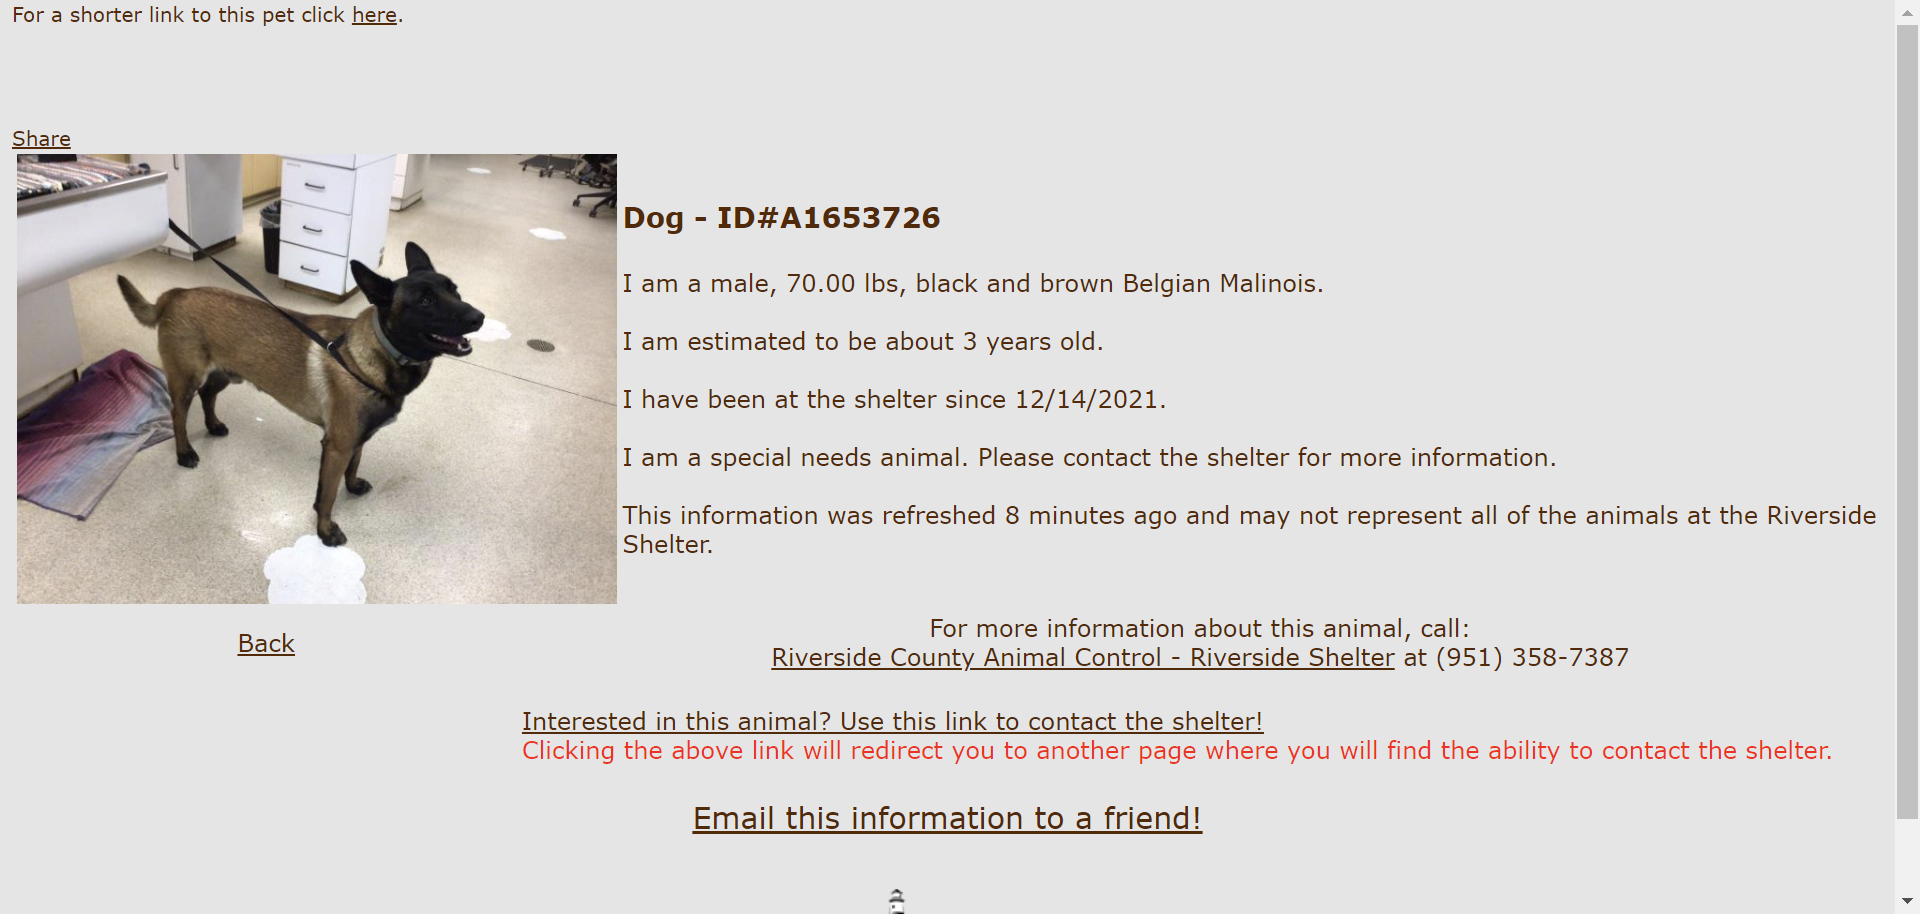 For a shorter link to this pet click here.
Share
Dog - ID#A1653726
I am a male, 70.00 lbs, black and brown Belgian Malinois.
I am estimated to be about 3 years old.
I have been at the shelter since 12/14/2021.
I am a special needs animal. Please contact the shelter for more information.
This information was refreshed 8 minutes ago and may not represent all of the animals at the Riverside
Shelter.
Back
For more information about this animal, call:
Riverside County Animal Control - Riverside Shelter at (951) 358-7387
Interested in this animal? Use this link to contact the shelter!
Clicking the above link will redirect you to another page where you will find the ability to contact the shelter.
Email this information to a friend!